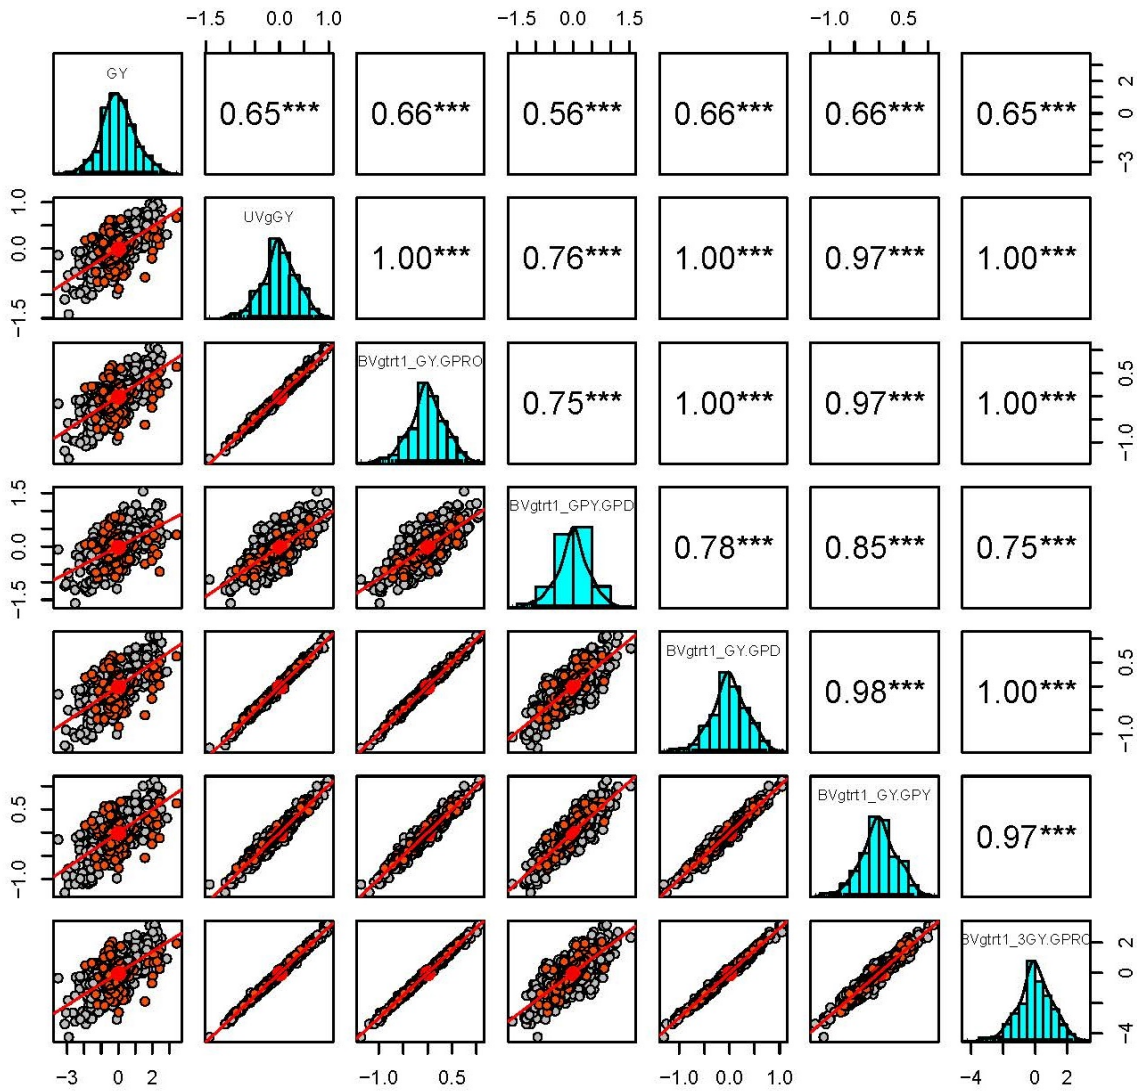 −1.5 0.0 1.0 −1.5 0.0 1.5 −1.0 0.5
GY 0.65*** 0.66*** 0.56*** 0.66*** 0.66*** 0.65*** −3 0 2
−1.5 0.0 1.0 UVgGY 1.00*** 0.76*** 1.00*** 0.97*** 1.00***
BVgtrt1_GY.GPRO 0.75*** 1.00*** 0.97*** 1.00*** −1.0 0.5
−1.5 0.0 1.5 BVgtrt1_GPY.GPD 0.78*** 0.85*** 0.75***
BVgtrt1_GY.GPD 0.98*** 1.00*** −1.0 0.5
−1.0 0.5 BVgtrt1_GY.GPY 0.97***
BVgtrt1_3GY.GPRO −4 0 2
−3 0 2 −1.0 0.5 −1.0 0.0 1.0 −4 0 2